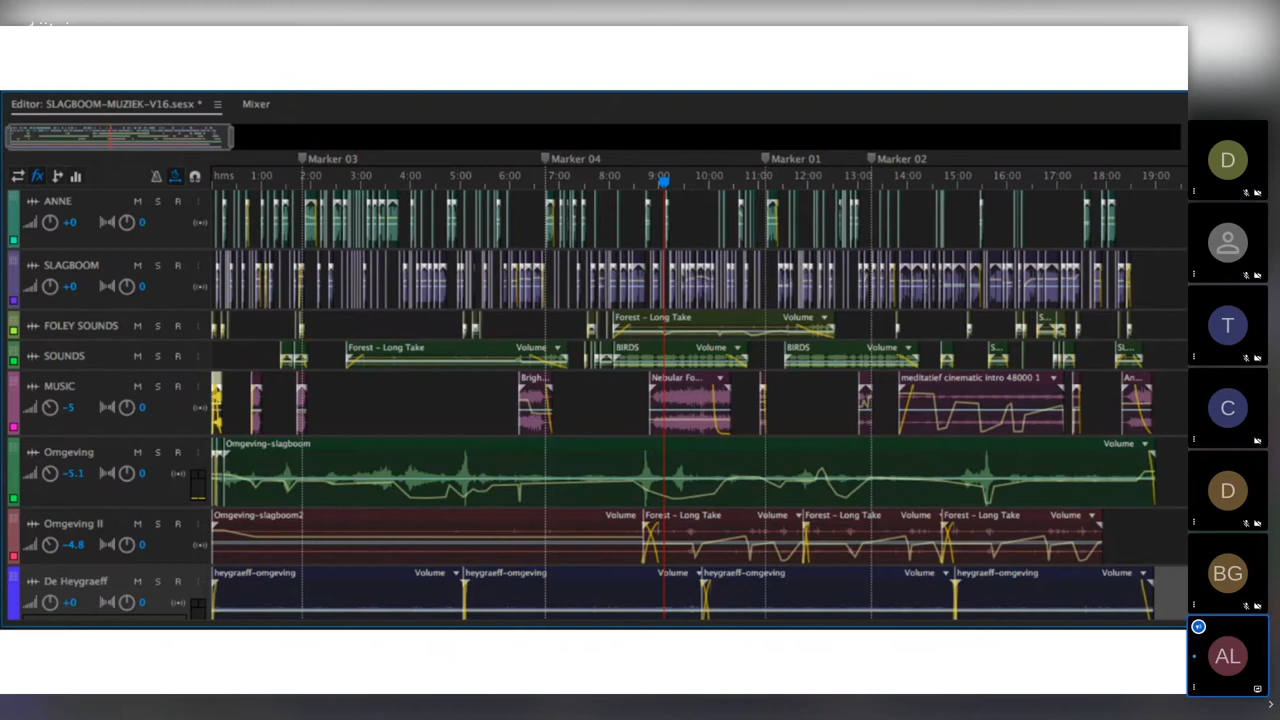 Editor: SLAGBOOM-MUZIEK-V16.sesx *
Mixer
Marker 03
Marker 04
Marker 01
Marker 02
hms 1:00 2:00 3:00 4:00 5:00 6:00 7:00 8:00 9:00 10:00 11:00 12:00 13:00 14:00 15:00 16:00 17:00 18:00 19:00
fx
ANNE M S R
+0 0
SLAGBOOM M S R
+0 0
FOLEY SOUNDS M S R
Forest – Long Take Volume
S...
SOUNDS M S R
Forest – Long Take Volume
BIRDS Volume
BIRDS Volume
S...
SL...
MUSIC M S R
-5 0
Brigh...
Nebular Fo...
meditatief cinematic intro 48000 1
An...
Omgeving M S R
-5.1 0
Omgeving-slagboom Volume
Omgeving II M S R
-4.8 0
Omgeving-slagboom2 Volume
Forest – Long Take Volume
Forest – Long Take Volume
Forest – Long Take Volume
De Heygraeff M S R
+0 0
heygraeff-omgeving Volume
heygraeff-omgeving Volume
heygraeff-omgeving Volume
heygraeff-omgeving Volume
D
T
C
D
BG
AL